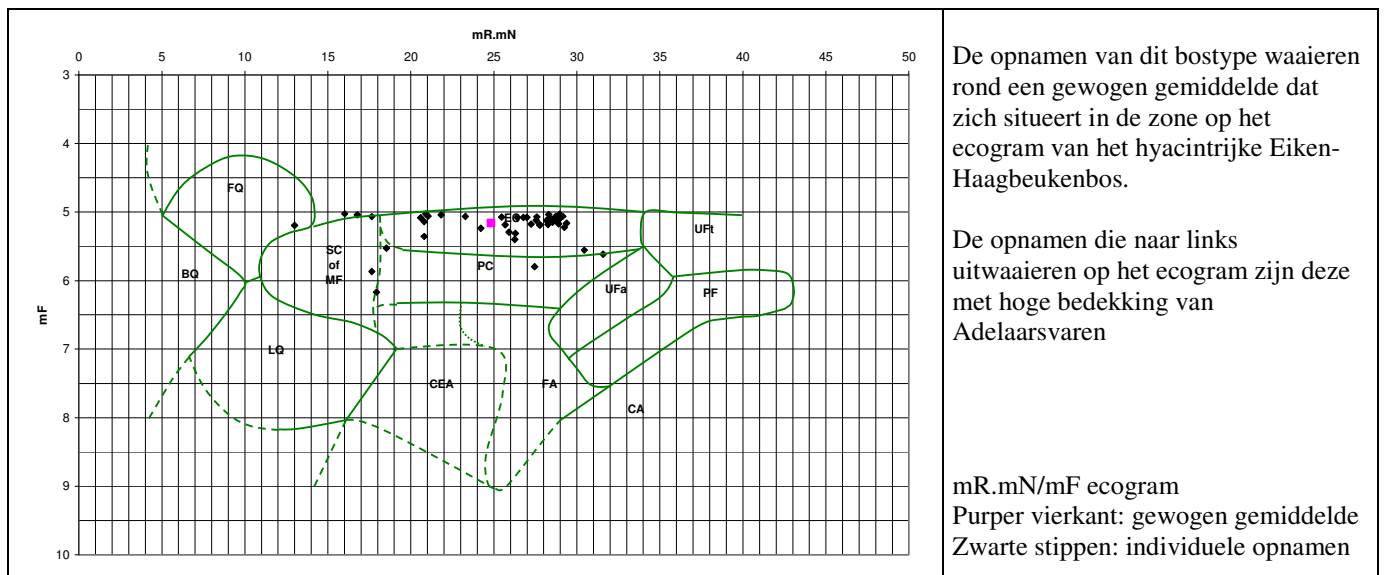 mR.mN
0 5 10 15 20 25 30 35 40 45 50
3
4
5
6
7
8
9
10
mF
FQ
BQ
SC
of
MF
LQ
PC
UFt
UFa
PF
CEA
FA
CA
De opnamen van dit bostype waaieren
rond een gewogen gemiddelde dat
zich situeert in de zone op het
ecogram van het hyacintrijke Eiken-
Haagbeukenbos.
De opnamen die naar links
uitwaaieren op het ecogram zijn deze
met hoge bedekking van
Adelaarsvaren
mR.mN/mF ecogram
Purper vierkant: gewogen gemiddelde
Zwarte stippen: individuele opnamen